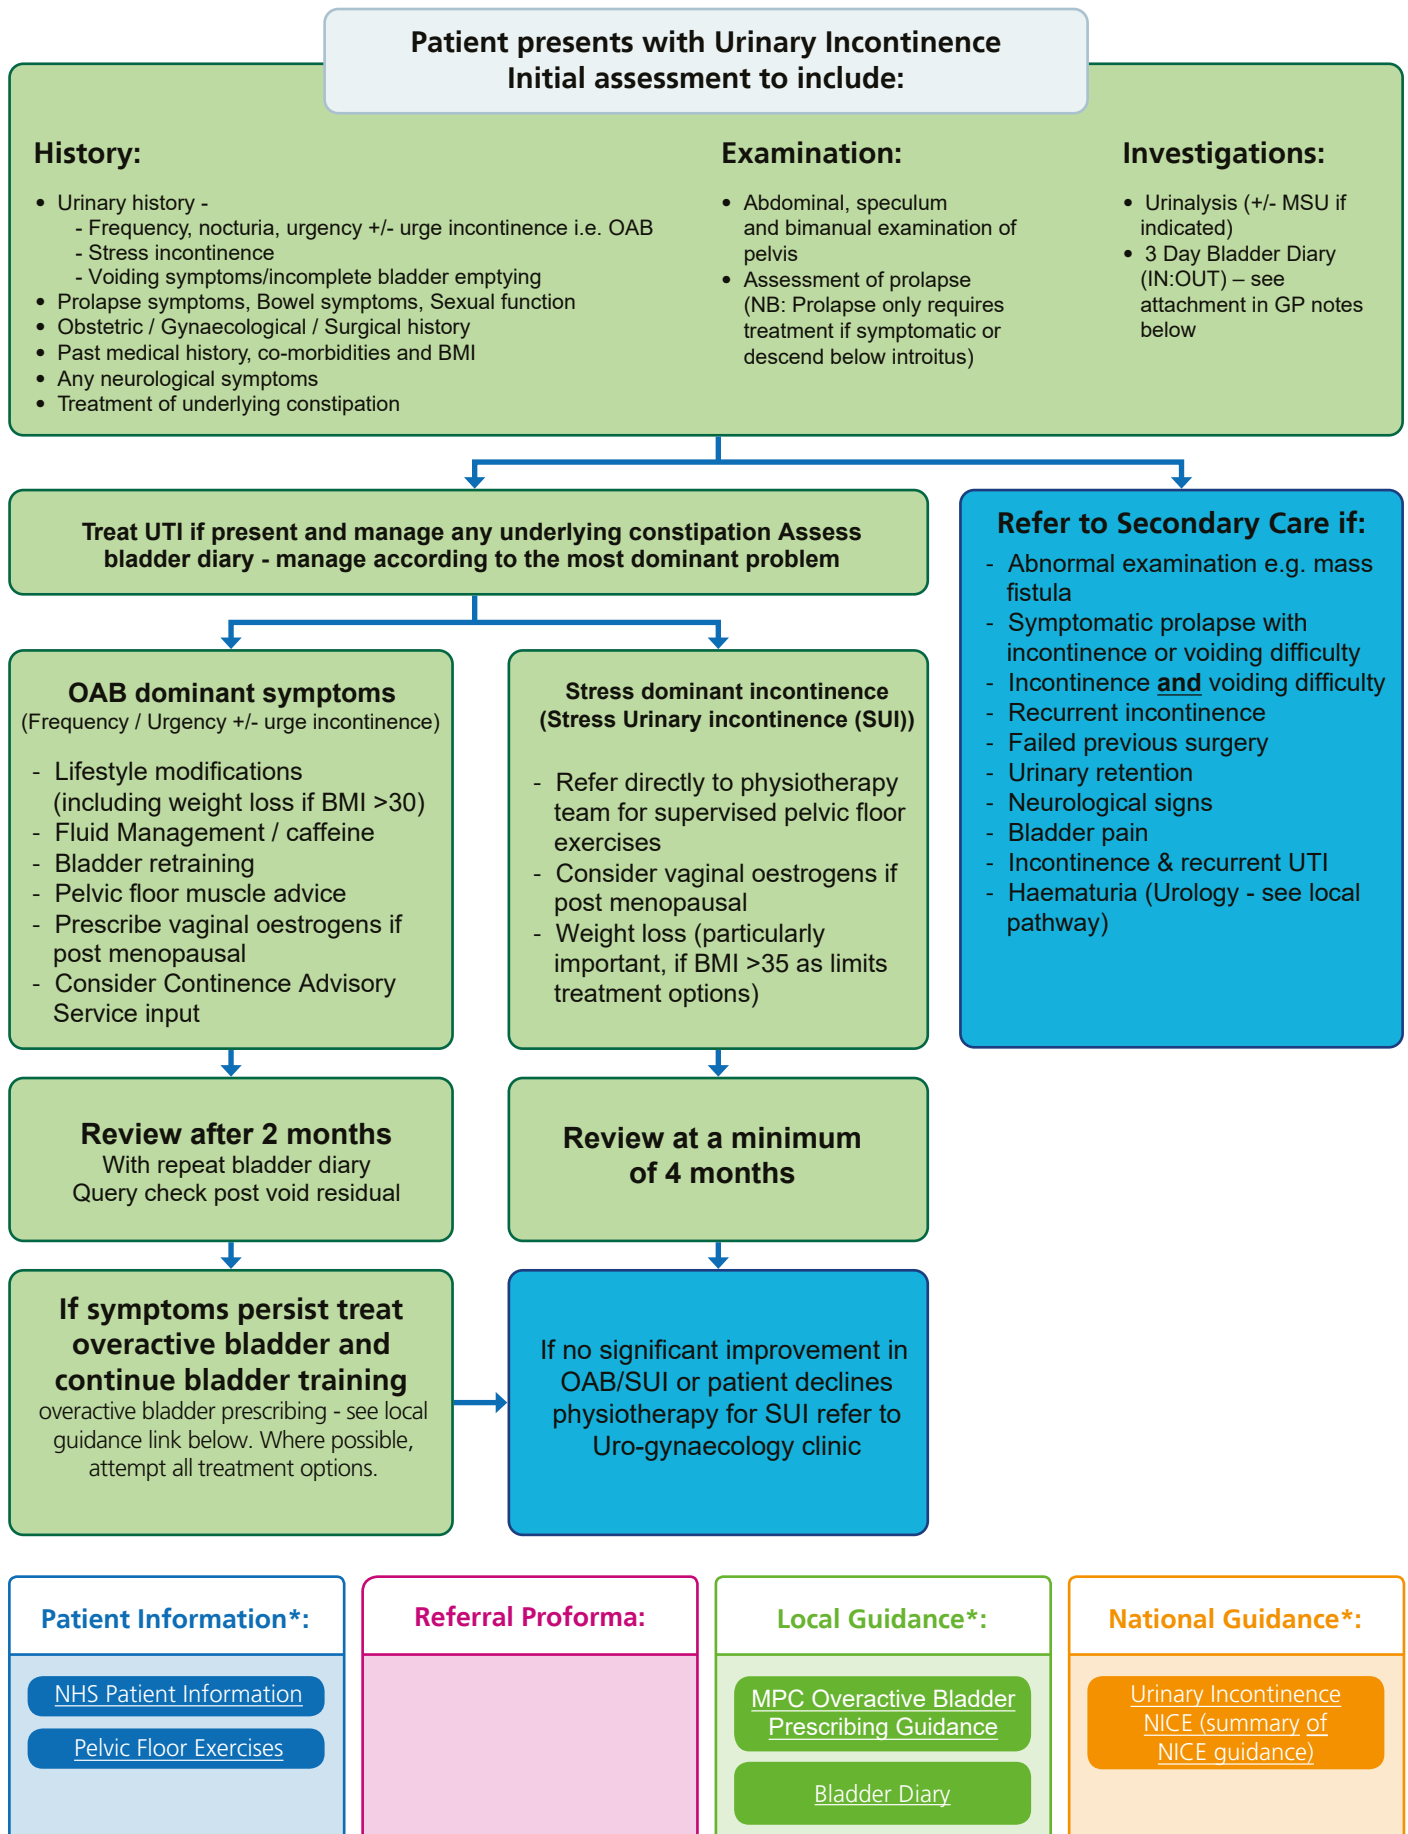 Patient presents with Urinary Incontinence
Initial assessment to include:
History:
• Urinary history -
- Frequency, nocturia, urgency +/- urge incontinence i.e. OAB
- Stress incontinence
- Voiding symptoms/incomplete bladder emptying
• Prolapse symptoms, Bowel symptoms, Sexual function
• Obstetric / Gynaecological / Surgical history
• Past medical history, co-morbidities and BMI
• Any neurological symptoms
• Treatment of underlying constipation
Examination:
• Abdominal, speculum
and bimanual examination of
pelvis
• Assessment of prolapse
(NB: Prolapse only requires
treatment if symptomatic or
descend below introitus)
Investigations:
• Urinalysis (+/- MSU if
indicated)
• 3 Day Bladder Diary
(IN:OUT) – see
attachment in GP notes
below
Treat UTI if present and manage any underlying constipation Assess
bladder diary - manage according to the most dominant problem
OAB dominant symptoms
(Frequency / Urgency +/- urge incontinence)
- Lifestyle modifications
(including weight loss if BMI >30)
- Fluid Management / caffeine
- Bladder retraining
- Pelvic floor muscle advice
- Prescribe vaginal oestrogens if
post menopausal
- Consider Continence Advisory
Service input
Stress dominant incontinence
(Stress Urinary incontinence (SUI))
- Refer directly to physiotherapy
team for supervised pelvic floor
exercises
- Consider vaginal oestrogens if
post menopausal
- Weight loss (particularly
important, if BMI >35 as limits
treatment options)
Refer to Secondary Care if:
- Abnormal examination e.g. mass
fistula
- Symptomatic prolapse with
incontinence or voiding difficulty
- Incontinence and voiding difficulty
- Recurrent incontinence
- Failed previous surgery
- Urinary retention
- Neurological signs
- Bladder pain
- Incontinence & recurrent UTI
- Haematuria (Urology - see local
pathway)
Review after 2 months
With repeat bladder diary
Query check post void residual
Review at a minimum
of 4 months
If symptoms persist treat
overactive bladder and
continue bladder training
overactive bladder prescribing - see local
guidance link below. Where possible,
attempt all treatment options.
If no significant improvement in
OAB/SUI or patient declines
physiotherapy for SUI refer to
Uro-gynaecology clinic
Patient Information*:
NHS Patient Information
Pelvic Floor Exercises
Referral Proforma:
Local Guidance*:
MPC Overactive Bladder
Prescribing Guidance
Bladder Diary
National Guidance*:
Urinary Incontinence
NICE (summary of
NICE guidance)